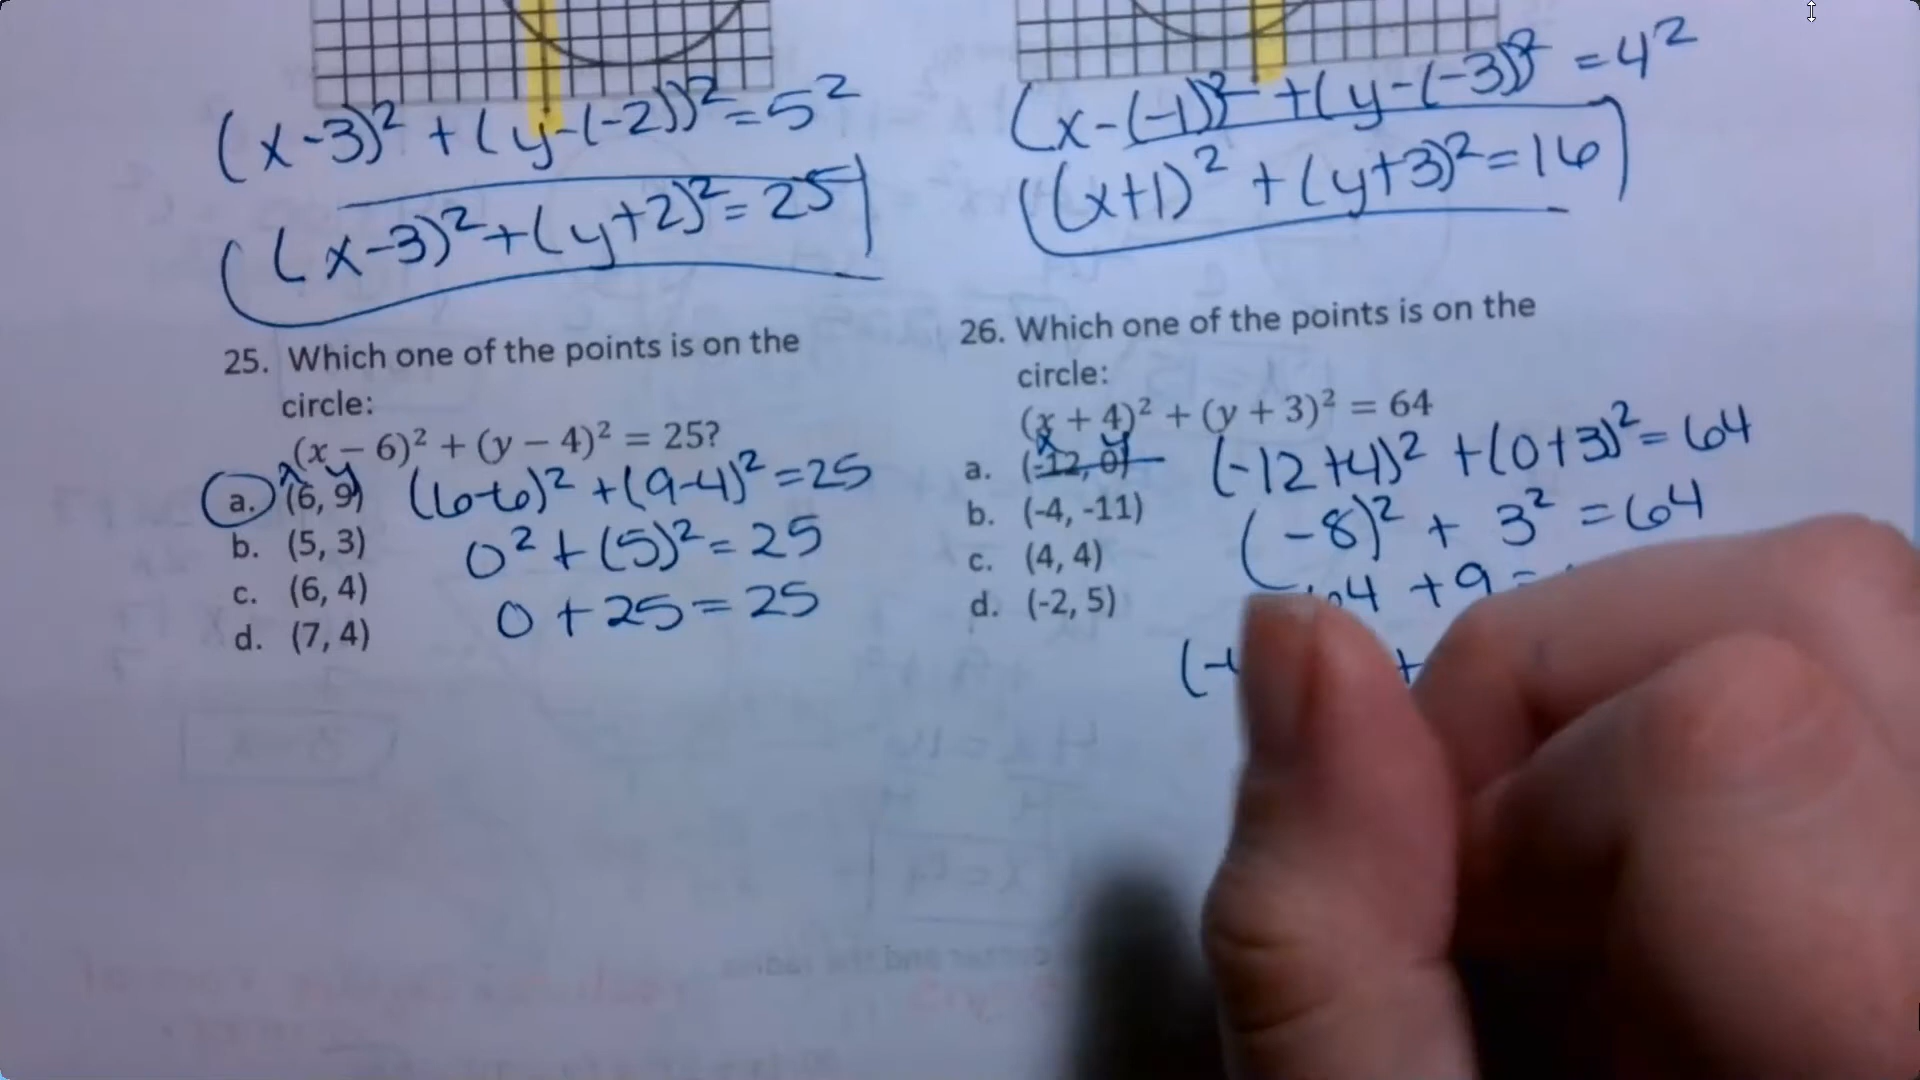 (x-3)² + (y-(-2))² = 5²
(x-3)² + (y+2)² = 25
(x-(-1))² + (y-(-3))² = 4²
(x+1)² + (y+3)² = 16
25. Which one of the points is on the
circle:
(x − 6)² + (y − 4)² = 25?
x y
a. (6, 9) (6-6)² + (9-4)² = 25
b. (5, 3) 0² + (5)² = 25
c. (6, 4) 0 + 25 = 25
d. (7, 4)
26. Which one of the points is on the
circle:
(x + 4)² + (y + 3)² = 64
x y
a. (-12, 0) (-12+4)² + (0+3)² = 64
b. (-4, -11) (-8)² + 3² = 64
c. (4, 4) 64 + 9 =
d. (-2, 5)
(- +